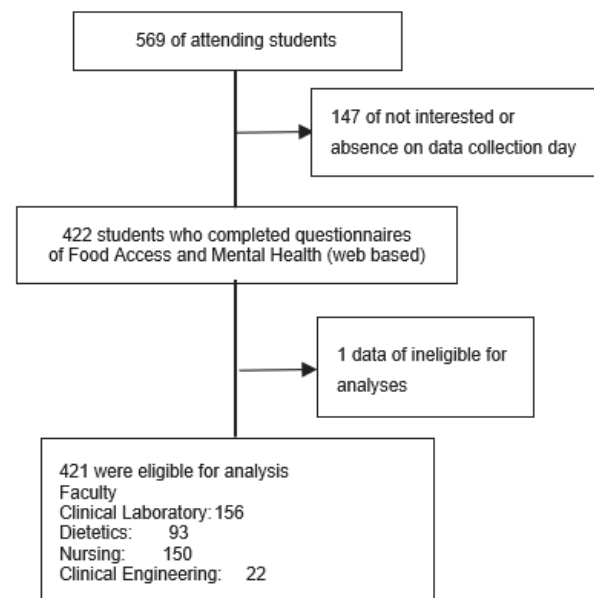 569 of attending students
147 of not interested or
absence on data collection day
422 students who completed questionnaires
of Food Access and Mental Health (web based)
1 data of ineligible for
analyses
421 were eligible for analysis
Faculty
Clinical Laboratory: 156
Dietetics: 93
Nursing: 150
Clinical Engineering: 22